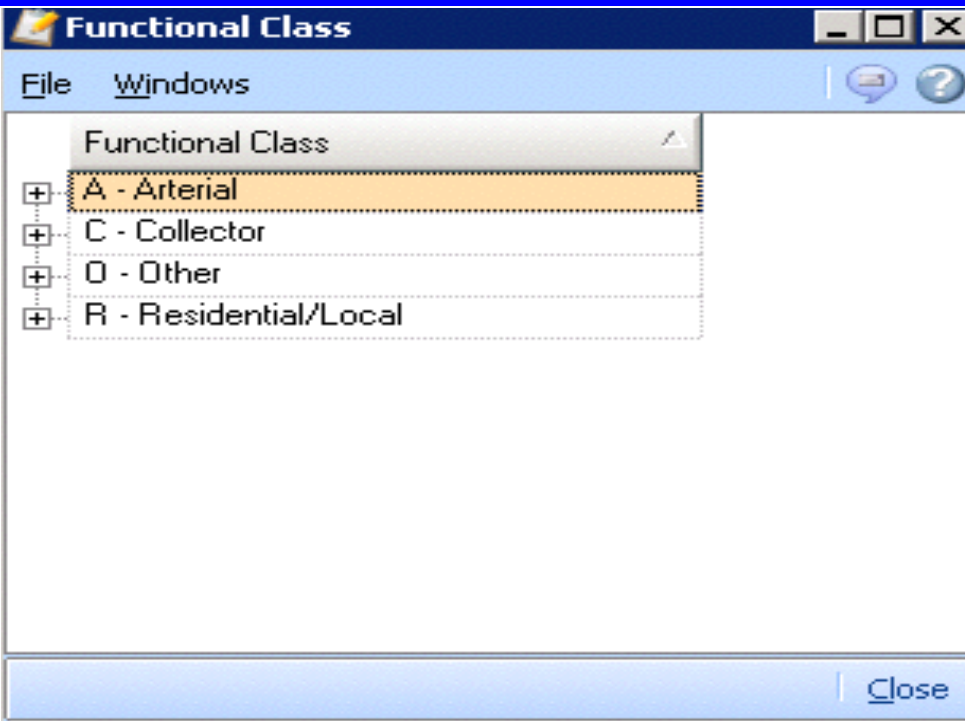 Functional Class
File Windows
Functional Class
A - Arterial
C - Collector
O - Other
R - Residential/Local
Close